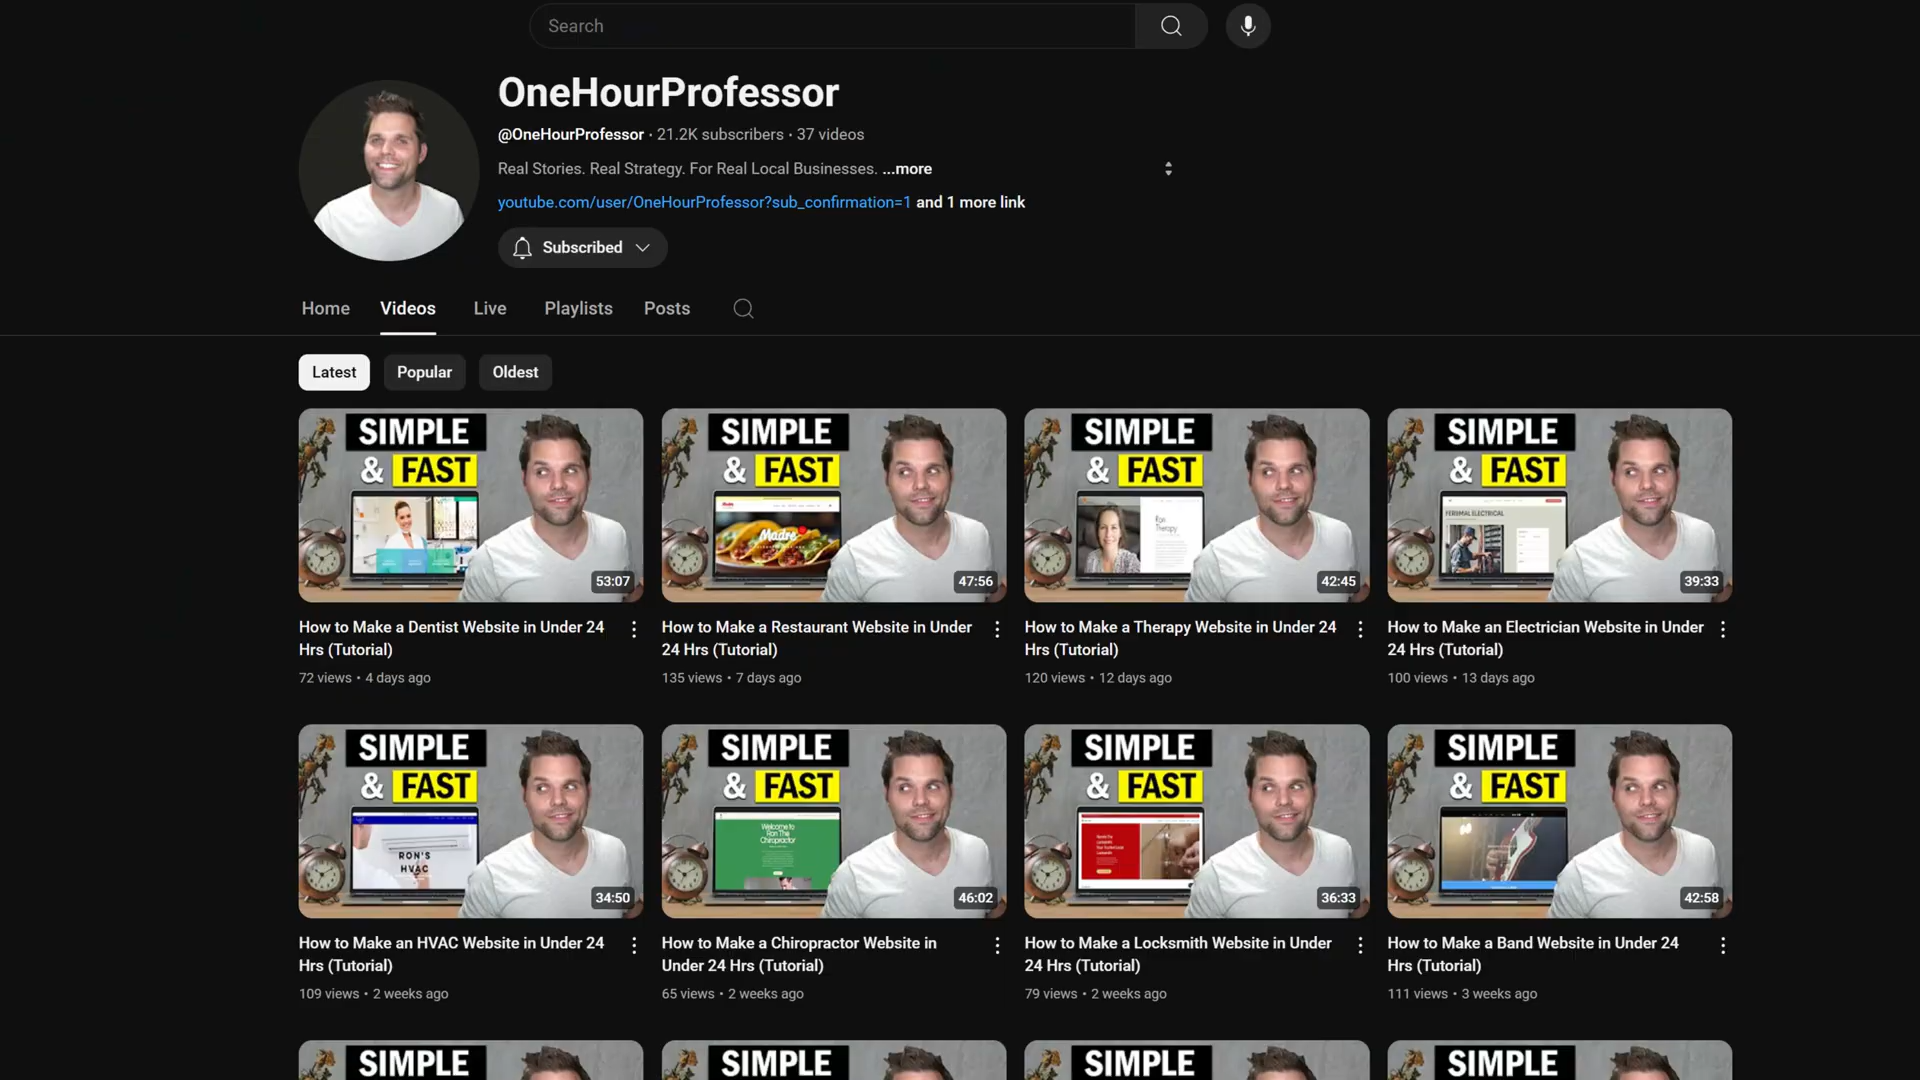 Search
OneHourProfessor
@OneHourProfessor · 21.2K subscribers · 37 videos
Real Stories. Real Strategy. For Real Local Businesses. ...more
youtube.com/user/OneHourProfessor?sub_confirmation=1 and 1 more link
Subscribed
Home Videos Live Playlists Posts
Latest Popular Oldest
SIMPLE
& FAST
53:07
SIMPLE
& FAST
Madre
47:56
SIMPLE
& FAST
Ron
Therapy
42:45
SIMPLE
& FAST
39:33
How to Make a Dentist Website in Under 24
Hrs (Tutorial)
72 views • 4 days ago
How to Make a Restaurant Website in Under
24 Hrs (Tutorial)
135 views • 7 days ago
How to Make a Therapy Website in Under 24
Hrs (Tutorial)
120 views • 12 days ago
How to Make an Electrician Website in Under
24 Hrs (Tutorial)
100 views • 13 days ago
SIMPLE
& FAST
RON'S
HVAC
34:50
SIMPLE
& FAST
Welcome to
Ron The
Chiropractor
46:02
SIMPLE
& FAST
36:33
SIMPLE
& FAST
42:58
How to Make an HVAC Website in Under 24
Hrs (Tutorial)
109 views • 2 weeks ago
How to Make a Chiropractor Website in
Under 24 Hrs (Tutorial)
65 views • 2 weeks ago
How to Make a Locksmith Website in Under
24 Hrs (Tutorial)
79 views • 2 weeks ago
How to Make a Band Website in Under 24
Hrs (Tutorial)
111 views • 3 weeks ago
SIMPLE
SIMPLE
SIMPLE
SIMPLE